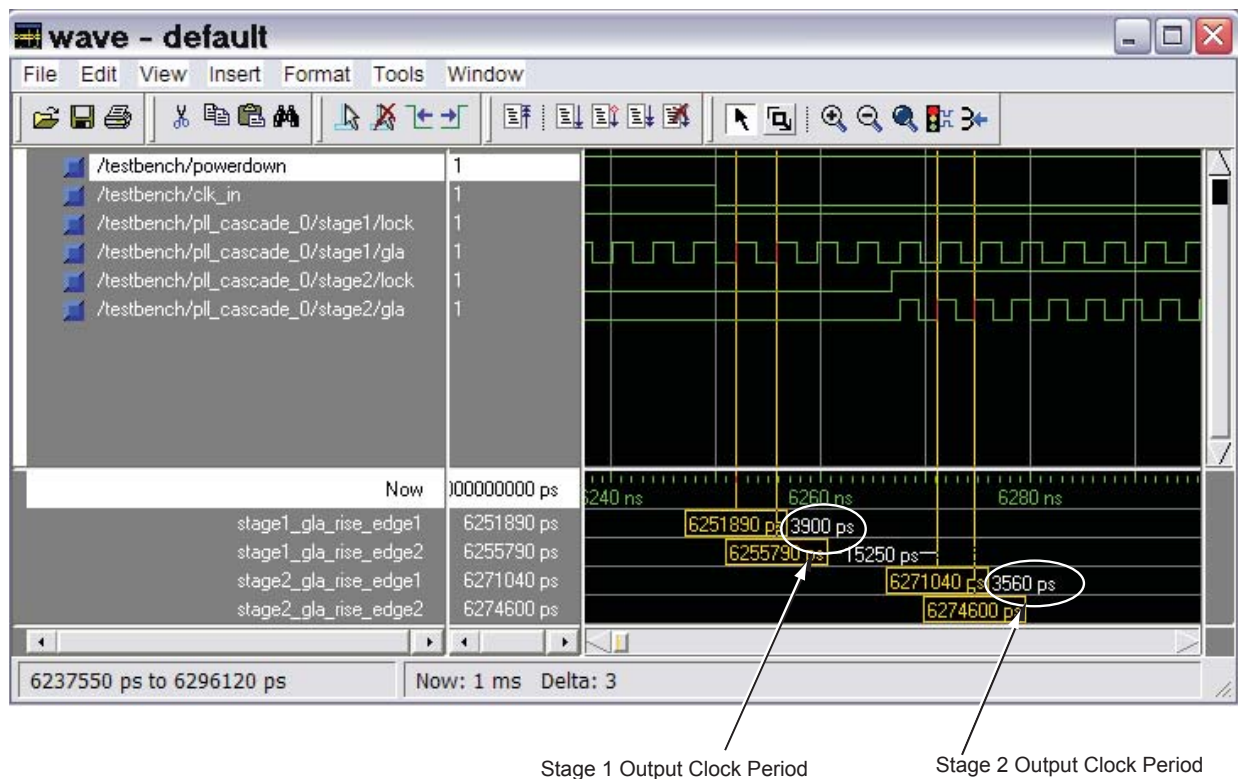 wave - default
File Edit View Insert Format Tools Window
/testbench/powerdown 1
/testbench/clk_in 1
/testbench/pll_cascade_0/stage1/lock 1
/testbench/pll_cascade_0/stage1/gla 1
/testbench/pll_cascade_0/stage2/lock 1
/testbench/pll_cascade_0/stage2/gla 1
Now 000000000 ps 6240 ns 6260 ns 6280 ns
stage1_gla_rise_edge1 6251890 ps 6251890 ps 3900 ps
stage1_gla_rise_edge2 6255790 ps 6255790 ps 15250 ps
stage2_gla_rise_edge1 6271040 ps 6271040 ps 3560 ps
stage2_gla_rise_edge2 6274600 ps 6274600 ps
6237550 ps to 6296120 ps Now: 1 ms Delta: 3
Stage 1 Output Clock Period Stage 2 Output Clock Period